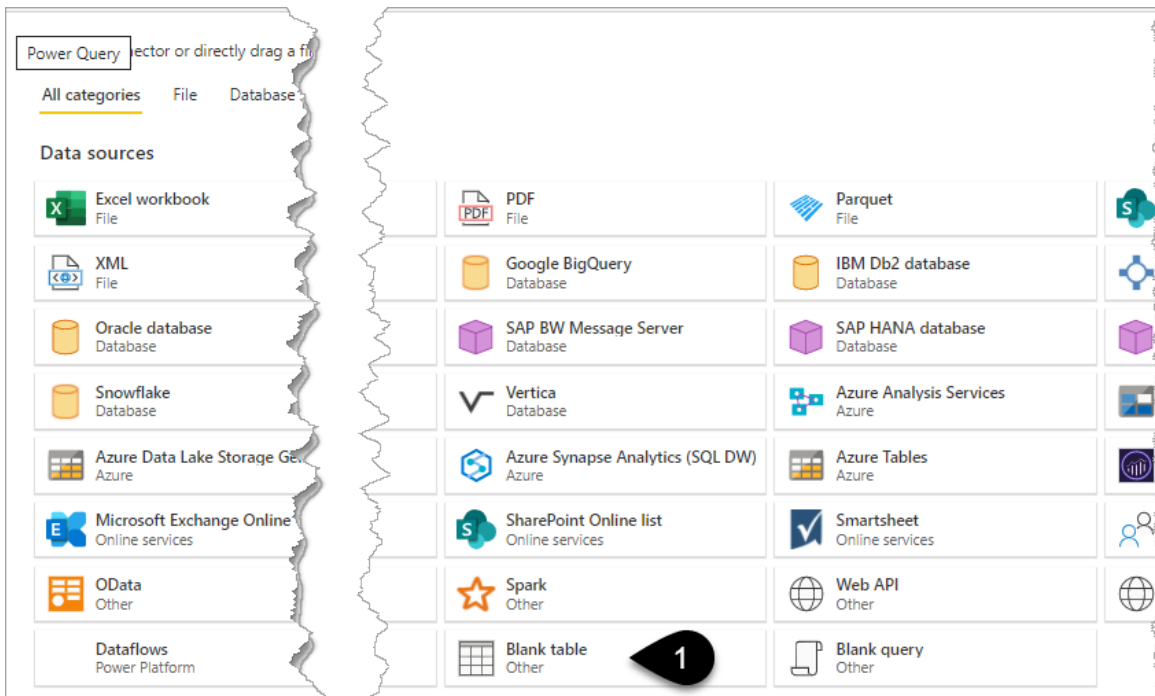 Power Query
or directly drag a
All categories File Database
Data sources
Excel workbook
File
PDF
PDF
File
Parquet
File
XML
File
Google BigQuery
Database
IBM Db2 database
Database
Oracle database
Database
SAP BW Message Server
Database
SAP HANA database
Database
Snowflake
Database
Vertica
Database
Azure Analysis Services
Azure
Azure Data Lake Storage
Azure
Azure Synapse Analytics (SQL DW)
Azure
Azure Tables
Azure
Microsoft Exchange Online
Online services
SharePoint Online list
Online services
Smartsheet
Online services
OData
Other
Spark
Other
Web API
Other
Dataflows
Power Platform
Blank table
Other
1
Blank query
Other